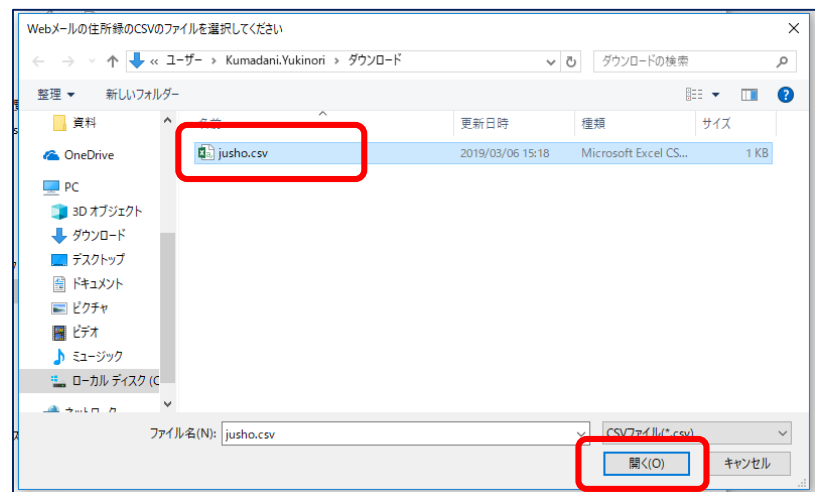 Webメールの住所録のCSVのファイルを選択してください
« ユーザー › Kumadani.Yukinori › ダウンロード
ダウンロードの検索
整理 新しいフォルダー
名前 更新日時 種類 サイズ
jusho.csv 2019/03/06 15:18 Microsoft Excel CS... 1 KB
資料
OneDrive
PC
3D オブジェクト
ダウンロード
デスクトップ
ドキュメント
ピクチャ
ビデオ
ミュージック
ローカル ディスク (C
ネットワーク
ファイル名(N): jusho.csv
CSVファイル(*.csv)
開く(O) キャンセル